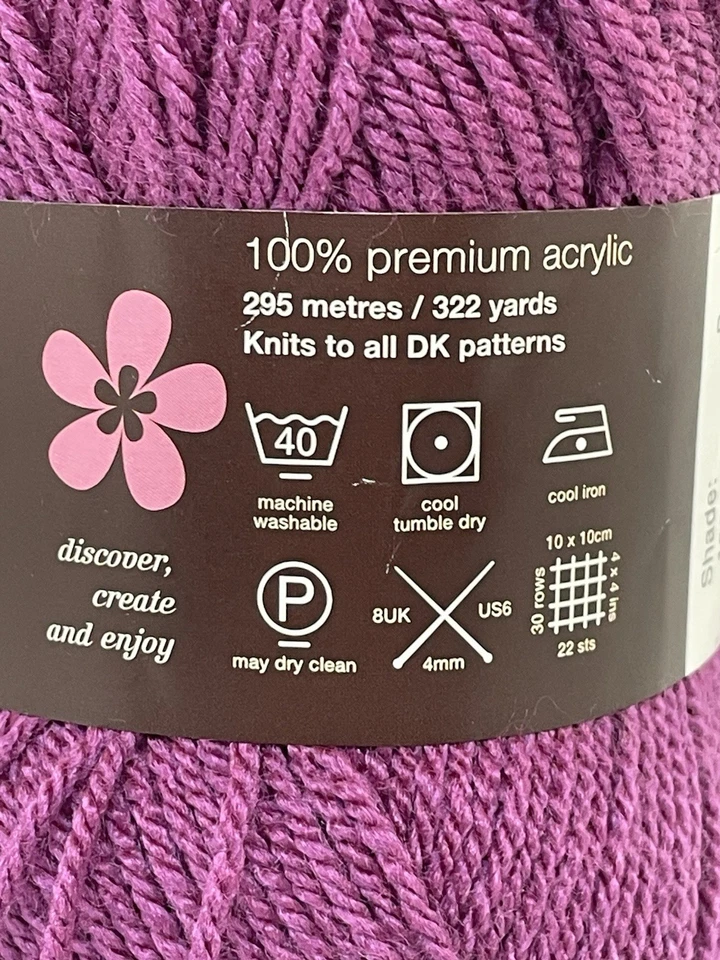 100% premium acrylic
295 metres / 322 yards
Knits to all DK patterns
40
machine
washable
cool
tumble dry
cool iron
discover,
create
and enjoy
P
may dry clean
8UK
US6
4mm
10 x 10cm
30 rows
4 x 4 ins
22 sts
Shade: